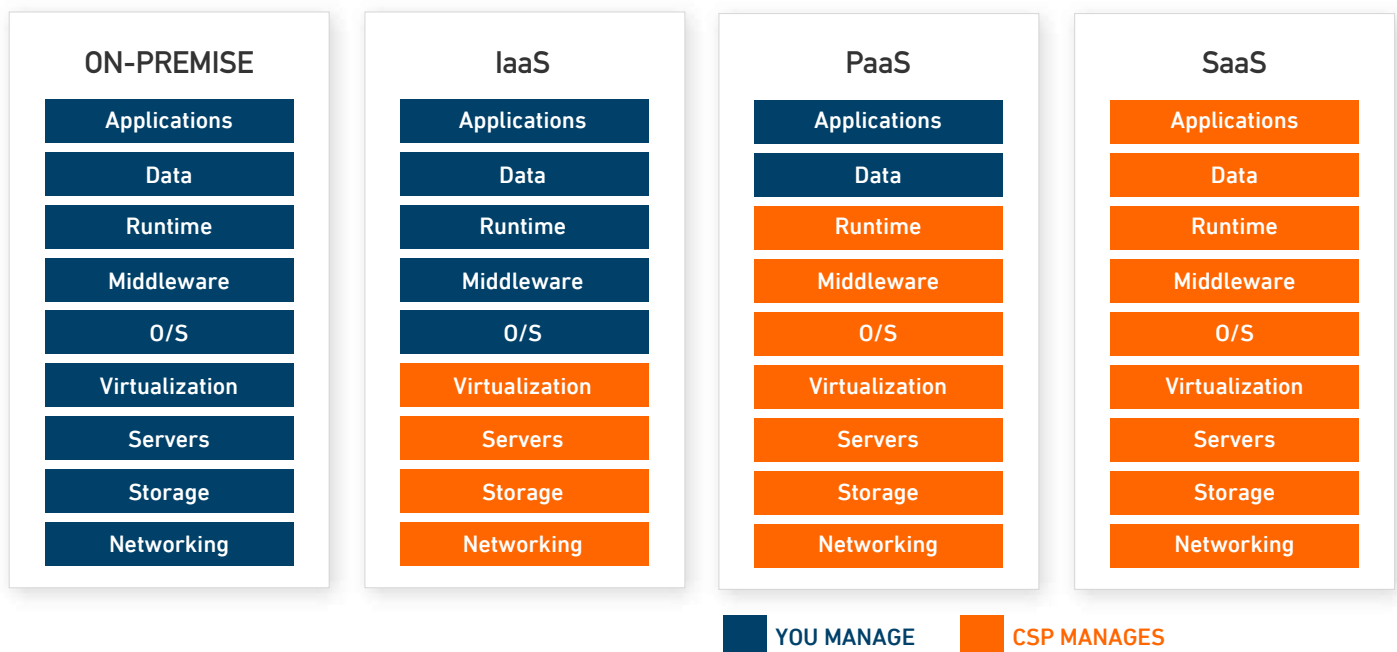 ON-PREMISE
Applications
Data
Runtime
Middleware
O/S
Virtualization
Servers
Storage
Networking
IaaS
Applications
Data
Runtime
Middleware
O/S
Virtualization
Servers
Storage
Networking
PaaS
Applications
Data
Runtime
Middleware
O/S
Virtualization
Servers
Storage
Networking
SaaS
Applications
Data
Runtime
Middleware
O/S
Virtualization
Servers
Storage
Networking
YOU MANAGE
CSP MANAGES